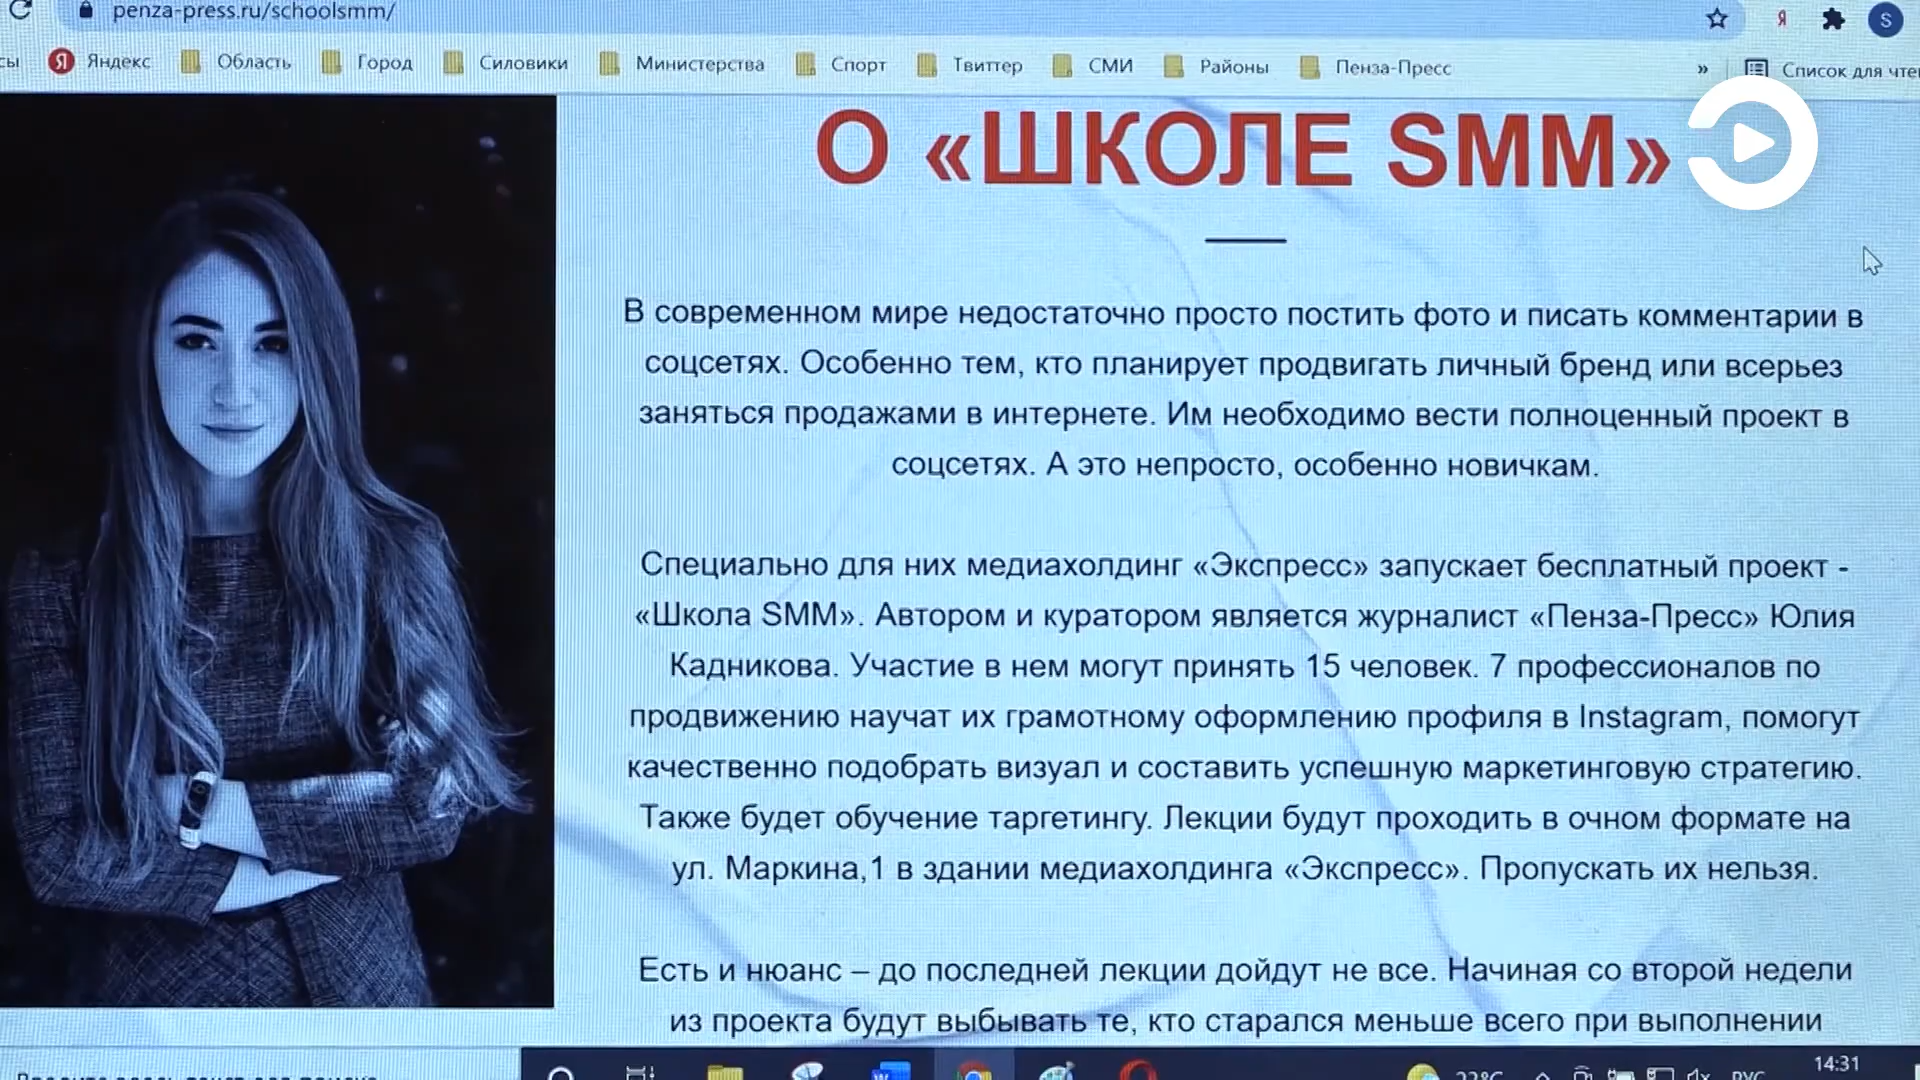 penza-press.ru/schoolsmm/
Я
S
сы Яндекс Область Город Силовики Министерства Спорт Твиттер СМИ Районы Пенза-Пресс » Список для чте
О «ШКОЛЕ SMM»
В современном мире недостаточно просто постить фото и писать комментарии в
соцсетях. Особенно тем, кто планирует продвигать личный бренд или всерьез
заняться продажами в интернете. Им необходимо вести полноценный проект в
соцсетях. А это непросто, особенно новичкам.
Специально для них медиахолдинг «Экспресс» запускает бесплатный проект -
«Школа SMM». Автором и куратором является журналист «Пенза-Пресс» Юлия
Кадникова. Участие в нем могут принять 15 человек. 7 профессионалов по
продвижению научат их грамотному оформлению профиля в Instagram, помогут
качественно подобрать визуал и составить успешную маркетинговую стратегию.
Также будет обучение таргетингу. Лекции будут проходить в очном формате на
ул. Маркина,1 в здании медиахолдинга «Экспресс». Пропускать их нельзя.
Есть и нюанс – до последней лекции дойдут не все. Начиная со второй недели
из проекта будут выбывать те, кто старался меньше всего при выполнении
22°C РУС
14:31